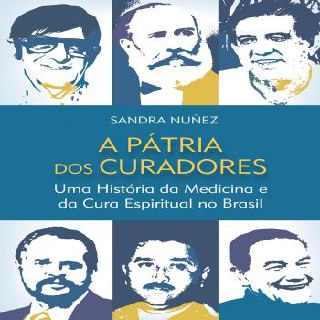 SANDRA NUÑEZ
A PÁTRIA
DOS CURADORES
Uma História da Medicina e
da Cura Espiritual no Brasil